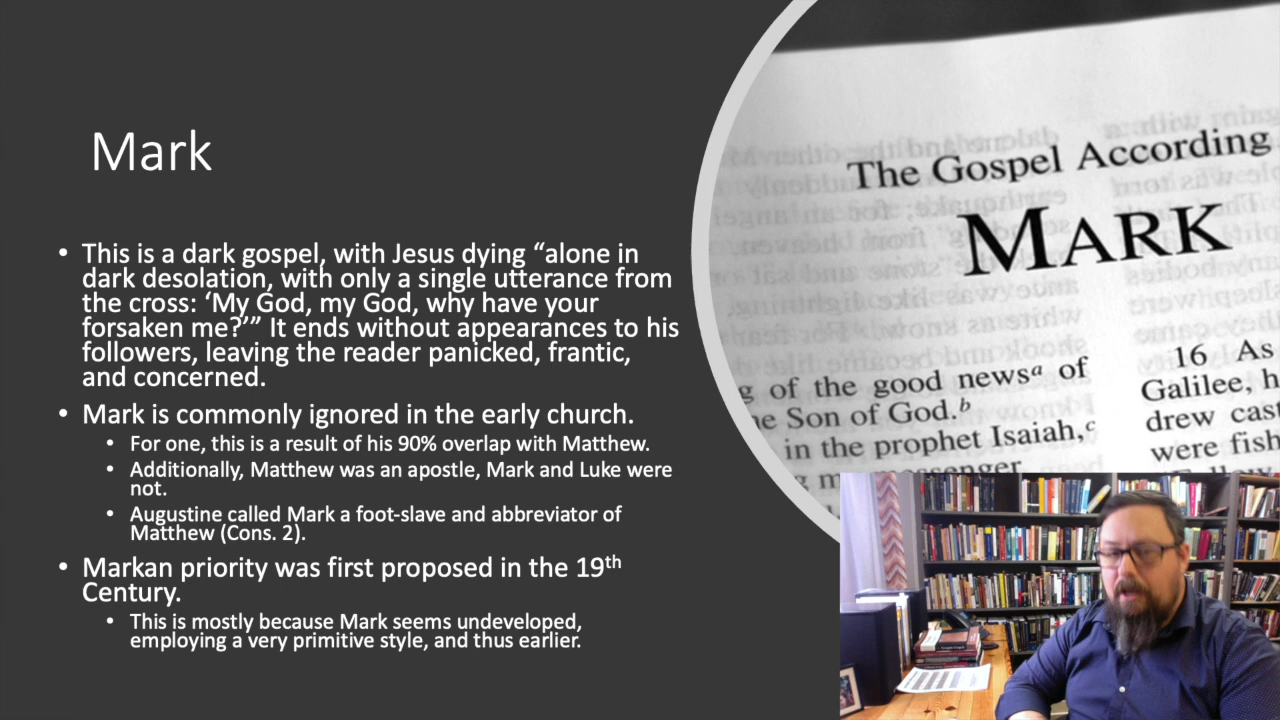 Mark
• This is a dark gospel, with Jesus dying “alone in
dark desolation, with only a single utterance from
the cross: ‘My God, my God, why have your
forsaken me?’” It ends without appearances to his
followers, leaving the reader panicked, frantic,
and concerned.
• Mark is commonly ignored in the early church.
• For one, this is a result of his 90% overlap with Matthew.
• Additionally, Matthew was an apostle, Mark and Luke were
not.
• Augustine called Mark a foot-slave and abbreviator of
Matthew (Cons. 2).
• Markan priority was first proposed in the 19th
Century.
• This is mostly because Mark seems undeveloped,
employing a very primitive style, and thus earlier.
The Gospel According
MARK
of the good newsa of
Son of God.b
in the prophet Isaiah,c
16 As
Galilee,
drew
were